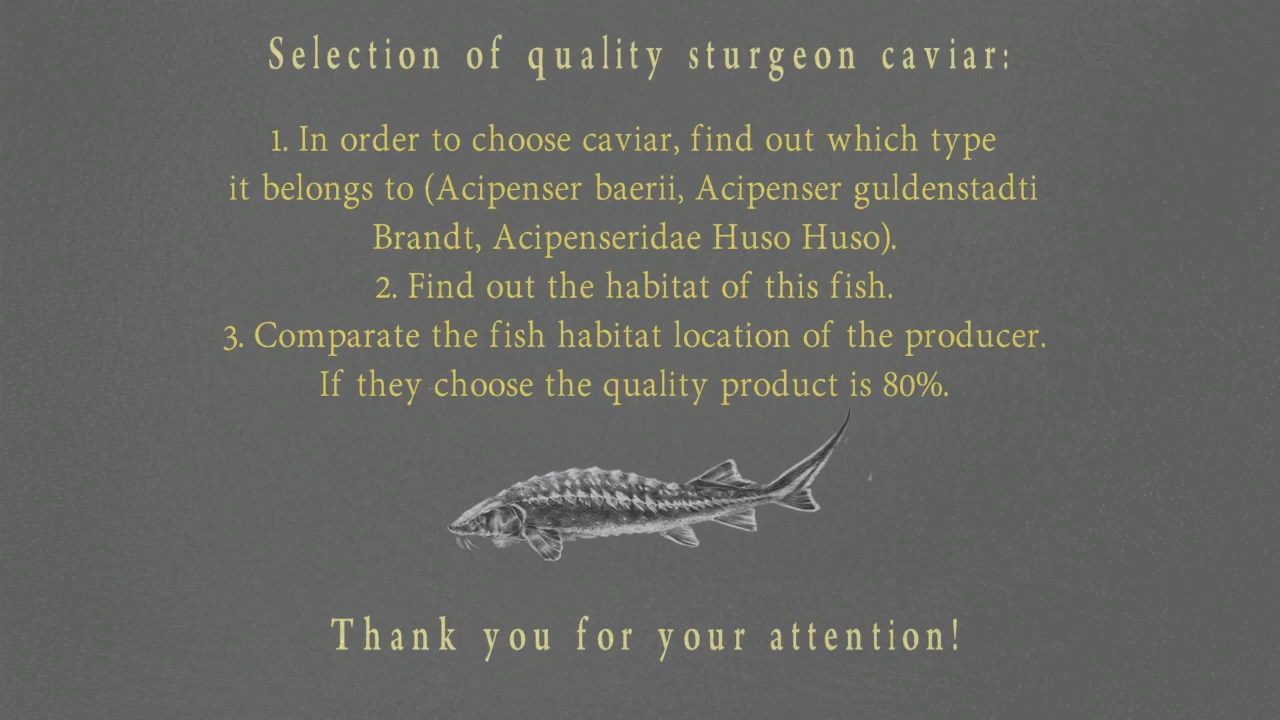 Selection of quality sturgeon caviar:
1. In order to choose caviar, find out which type
it belongs to (Acipenser baerii, Acipenser guldenstadti
Brandt, Acipenseridae Huso Huso).
2. Find out the habitat of this fish.
3. Comparate the fish habitat location of the producer.
If they choose the quality product is 80%.
Thank you for your attention!